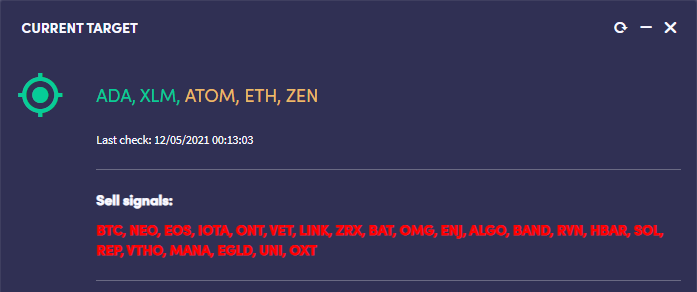 CURRENT TARGET
ADA, XLM, ATOM, ETH, ZEN
Last check: 12/05/2021 00:13:03
Sell signals:
BTC, NEO, EOS, IOTA, ONT, VET, LINK, ZRX, BAT, OMG, ENJ, ALGO, BAND, RVN, HBAR, SOL,
REP, VTHO, MANA, EGLD, UNI, OXT